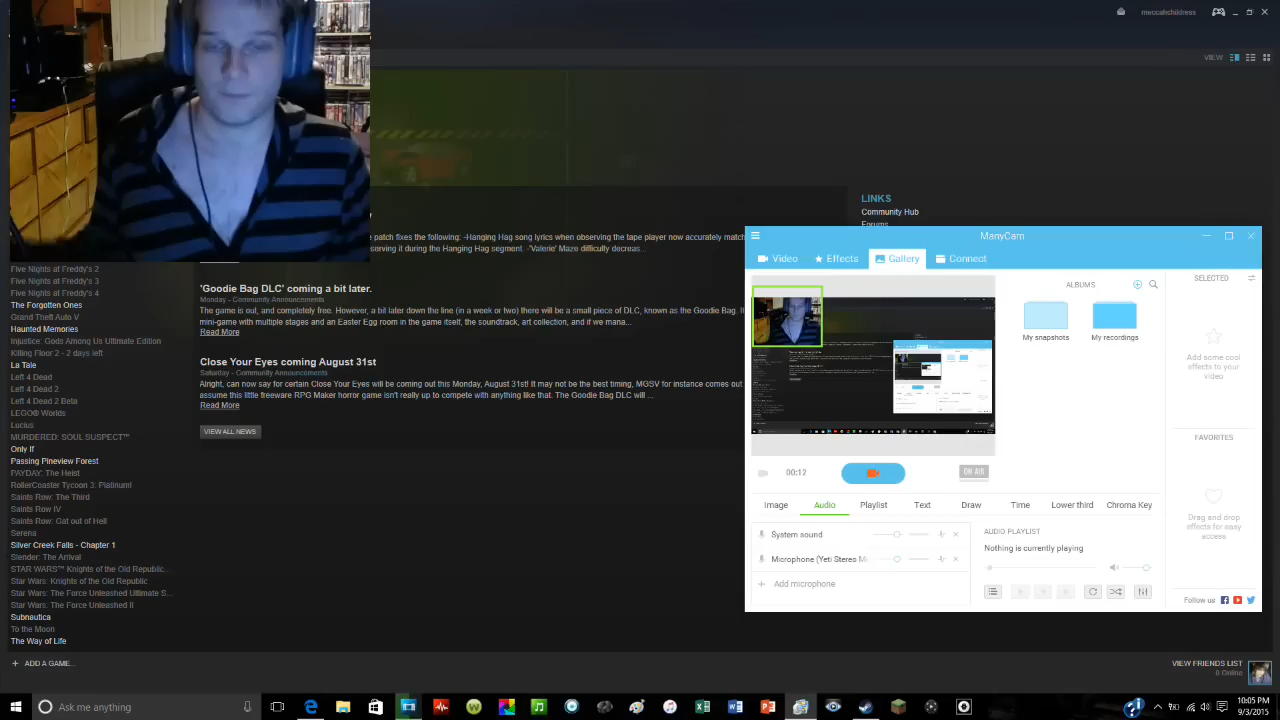 meccahchildress
VIEW
LINKS
Community Hub
Forums
patch fixes the following: -Hanging Hag song lyrics when observing the tape player now accurately match
serving it during the Hanging Hag segment. -'Valerie' Maze difficulty decreas...
Five Nights at Freddy's 2
Five Nights at Freddy's 3
Five Nights at Freddy's 4
The Forgotten Ones
Grand Theft Auto V
Haunted Memories
Injustice: Gods Among Us Ultimate Edition
Killing Floor 2 - 2 days left
La Tale
Left 4 Dead
Left 4 Dead 2
Left 4 Dead 2 Beta
LEGO® Worlds
Lucius
MURDERED: SOUL SUSPECT™
Only If
Passing Pineview Forest
PAYDAY: The Heist
RollerCoaster Tycoon 3: Platinum!
Saints Row: The Third
Saints Row IV
Saints Row: Gat out of Hell
Serena
Silver Creek Falls - Chapter 1
Slender: The Arrival
STAR WARS™ Knights of the Old Republic...
Star Wars: Knights of the Old Republic
Star Wars: The Force Unleashed Ultimate S...
Star Wars: The Force Unleashed II
Subnautica
To the Moon
The Way of Life
+ ADD A GAME...
'Goodie Bag DLC' coming a bit later.
Monday - Community Announcements
The game is out, and completely free. However, a bit later down the line (in a week or two) there will be a small piece of DLC, known as the Goodie Bag. I
mini-game with multiple stages and an Easter Egg room in the game itself, the soundtrack, art collection, and if we mana...
Read More
Close Your Eyes coming August 31st
Saturday - Community Announcements
Alright, can now say for certain Close Your Eyes will be coming out this Monday, August 31st! It may not be the best timing, MGSV for instance comes out
assume this little freeware RPG Maker horror game isn't really up to compete with anything like that. The Goodie Bag DLC will ...
Read More
VIEW ALL NEWS
ManyCam
Video Effects Gallery Connect
ALBUMS
My snapshots My recordings
SELECTED
Add some cool
effects to your
video
FAVORITES
Drag and drop
effects for easy
access
00:12
ON AIR
Image Audio Playlist Text Draw Time Lower third Chroma Key
System sound
Microphone (Yeti Stereo Mi
+ Add microphone
AUDIO PLAYLIST
Nothing is currently playing
Follow us
VIEW FRIENDS LIST
0 Online
Ask me anything
10:05 PM
9/3/2015